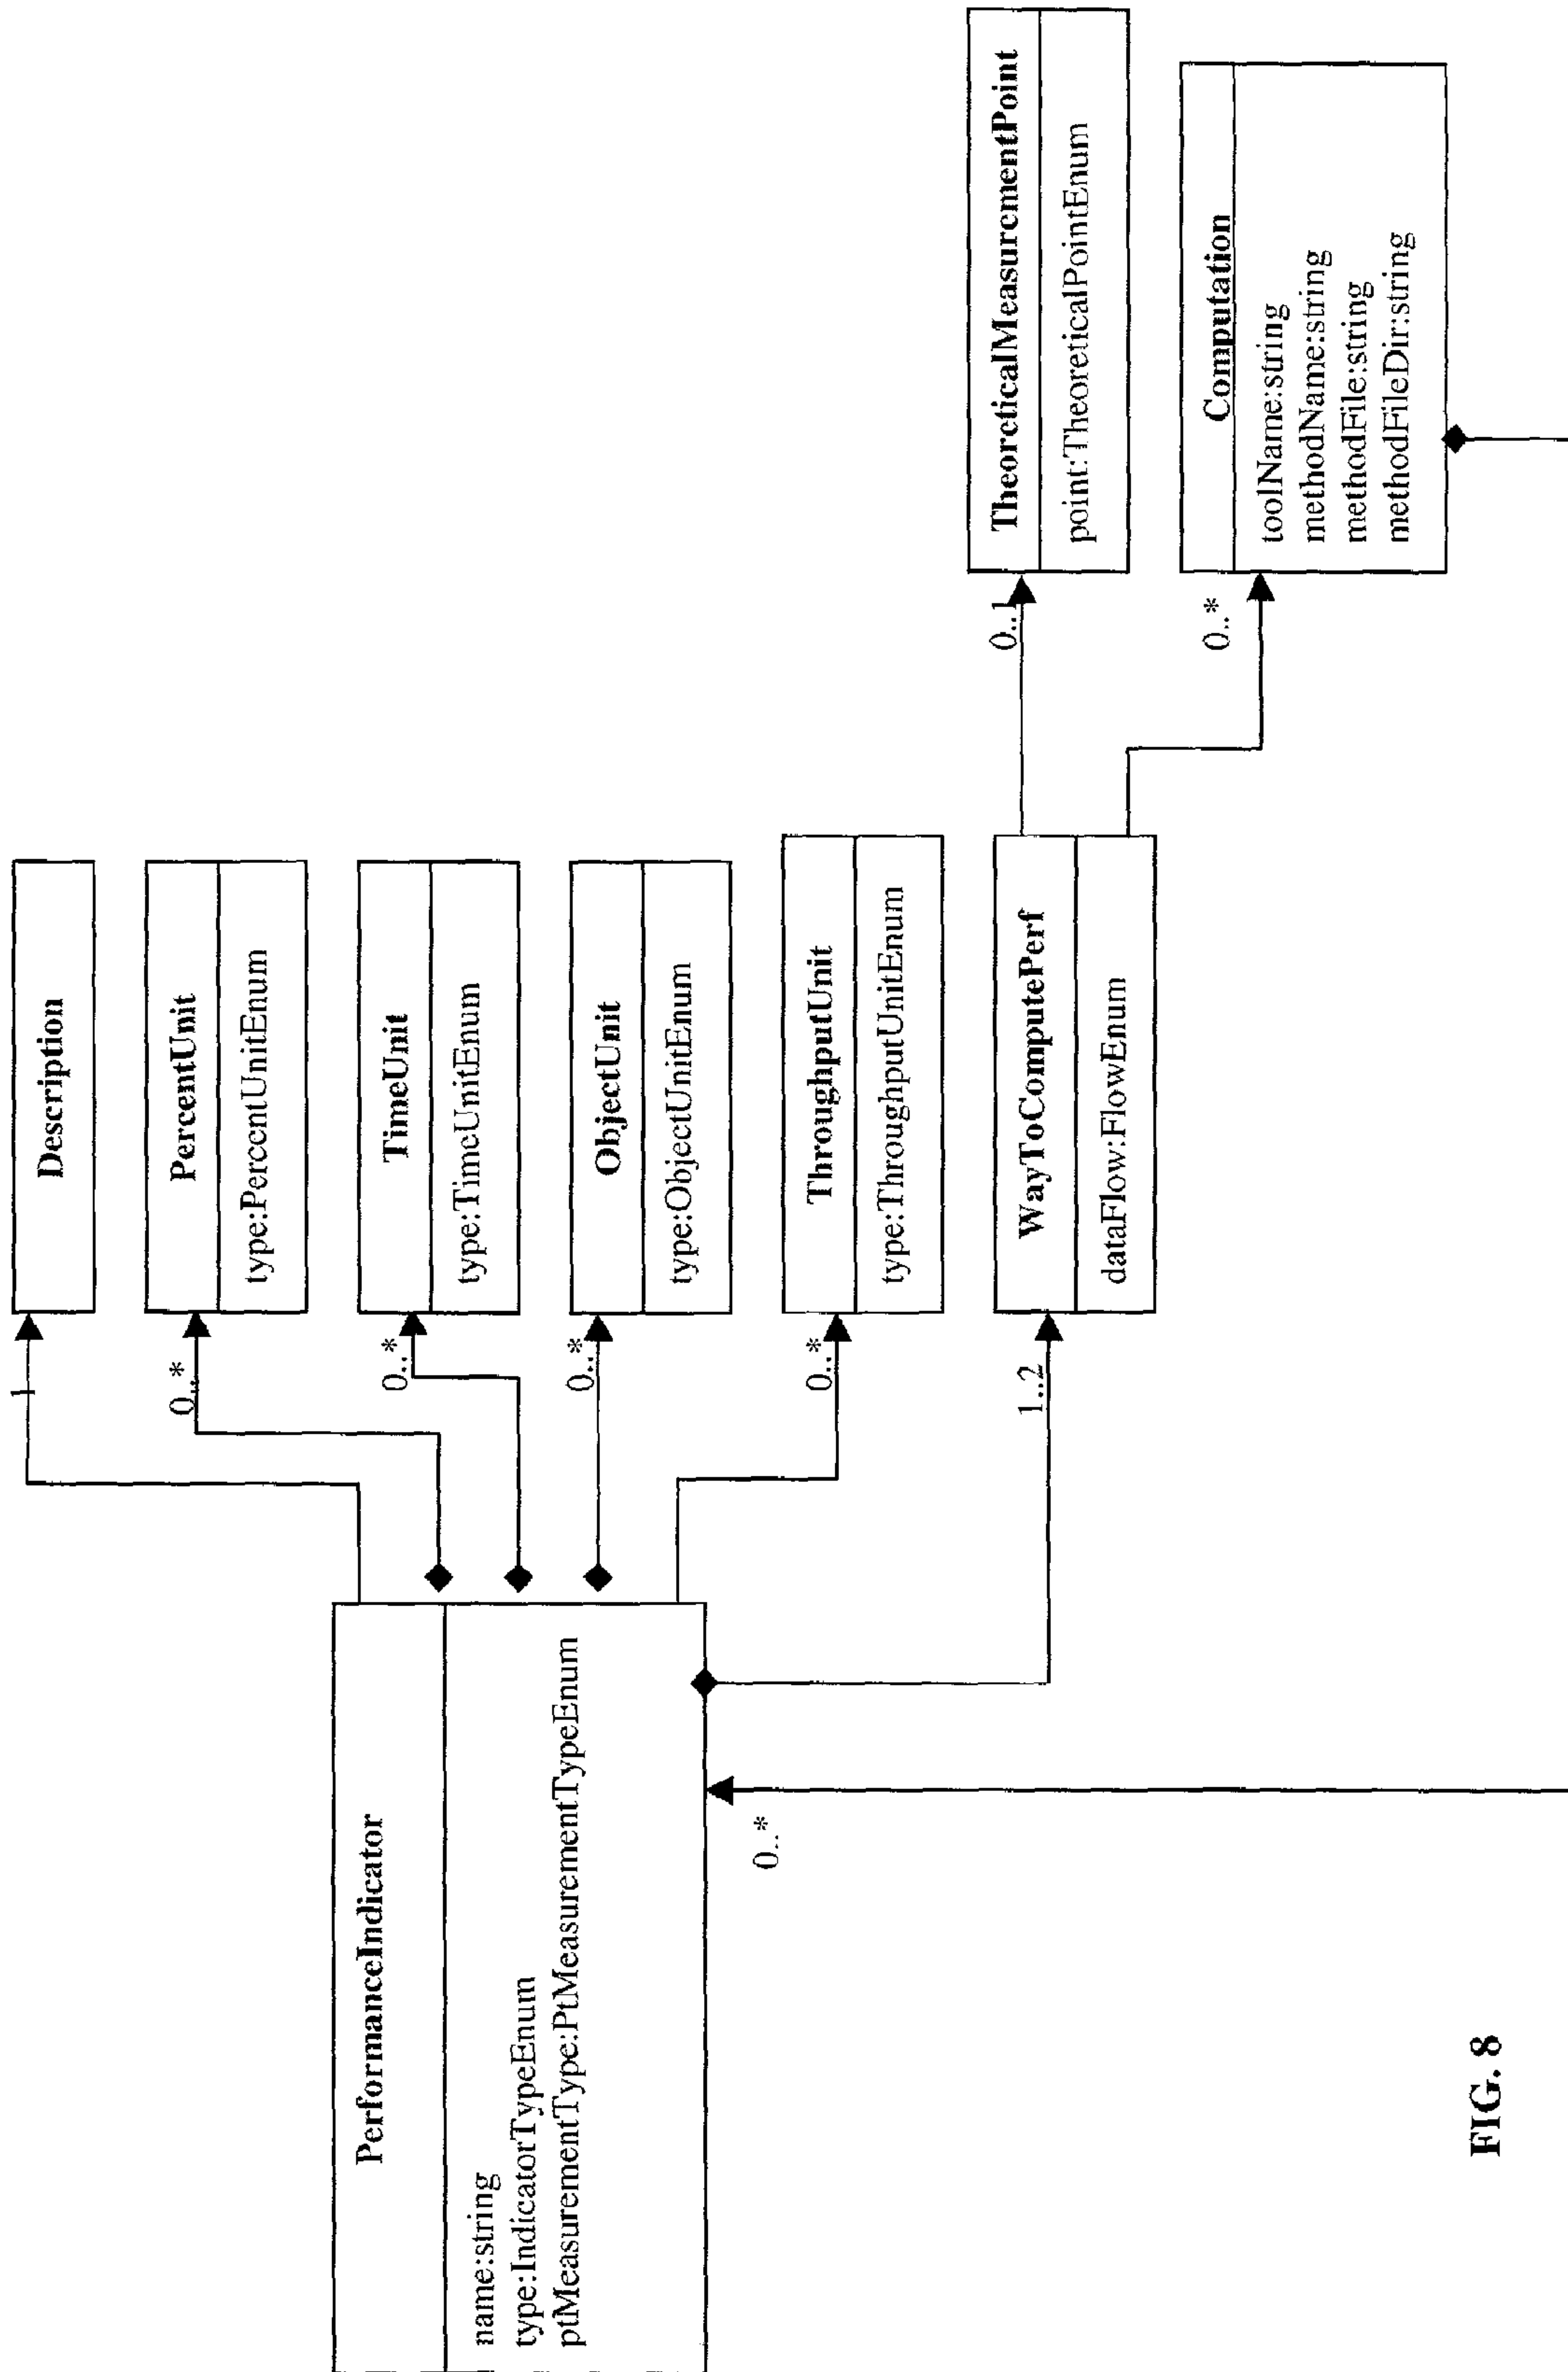 PerformanceIndicator
name:string
type:IndicatorTypeEnum
ptMeasurementType:PtMeasurementTypeEnum
1
Description
0..*
PercentUnit
type:PercentUnitEnum
0..*
TimeUnit
type:TimeUnitEnum
0..*
ObjectUnit
type:ObjectUnitEnum
0..*
ThroughputUnit
type:ThroughputUnitEnum
1..2
WayToComputePerf
dataFlow:FlowEnum
0..1
TheoreticalMeasurementPoint
point:TheoreticalPointEnum
0..*
Computation
toolName:string
methodName:string
methodFile:string
methodFileDir:string
0..*
FIG. 8